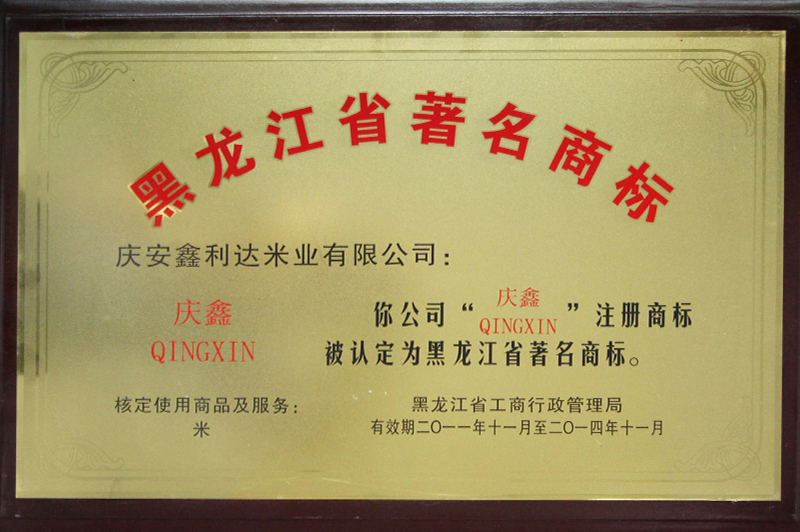 黑龙江省著名商标
庆安鑫利达米业有限公司：
庆鑫
QINGXIN
你公司“庆鑫 QINGXIN”注册商标
被认定为黑龙江省著名商标。
核定使用商品及服务：
米
黑龙江省工商行政管理局
有效期二〇一一年十一月至二〇一四年十一月